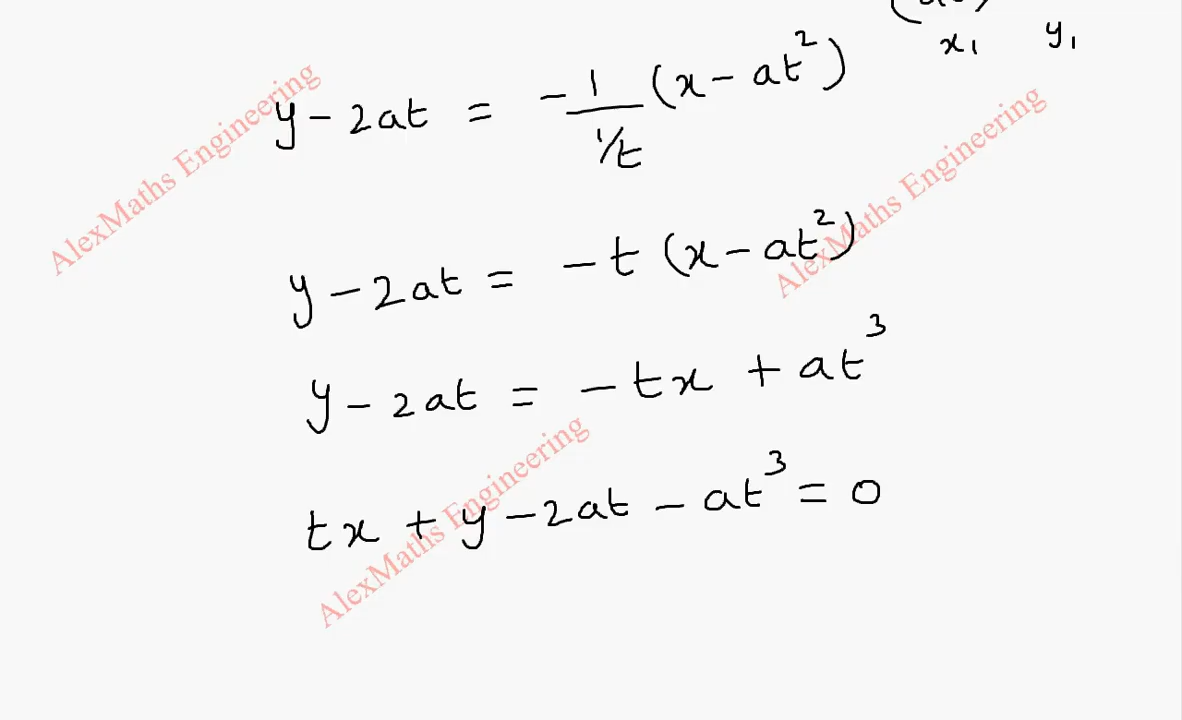 x₁ y₁
y - 2at = -1/(1/t) (x - at²)
y - 2at = -t (x - at²)
y - 2at = -tx + at³
tx + y - 2at - at³ = 0
AlexMaths Engineering
AlexMaths Engineering
AlexMaths Engineering